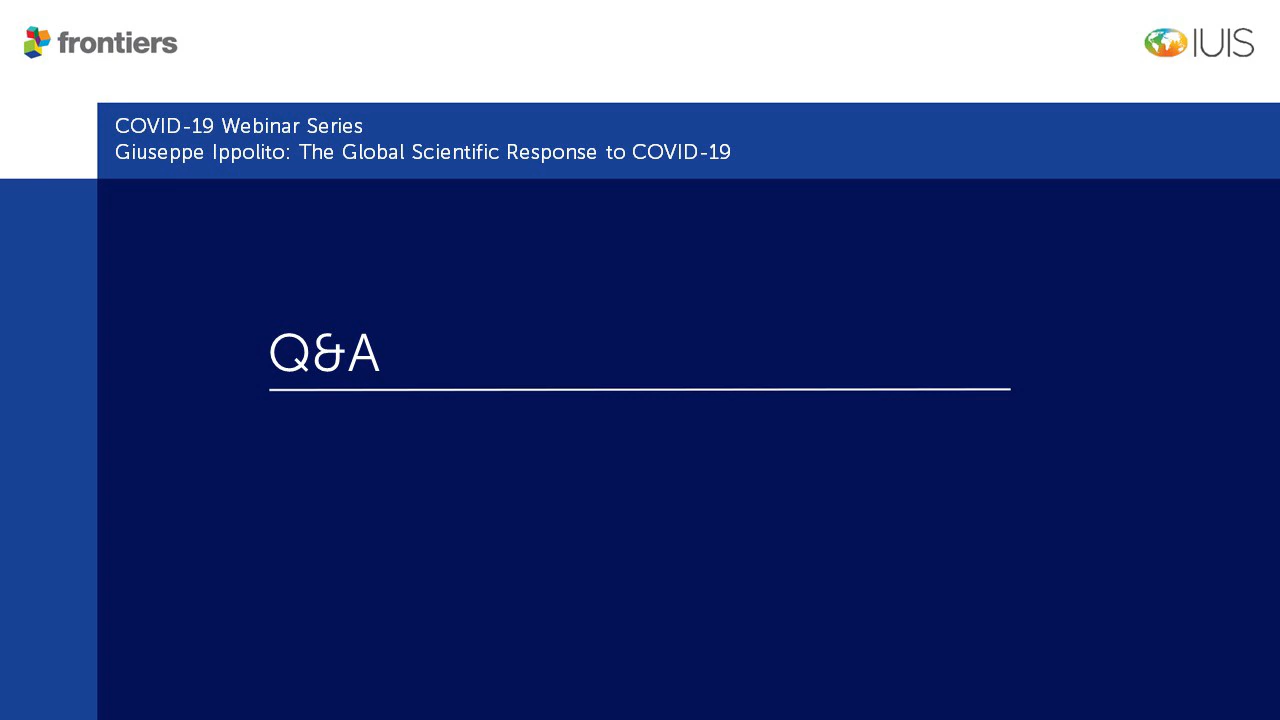 frontiers
IUIS
COVID-19 Webinar Series
Giuseppe Ippolito: The Global Scientific Response to COVID-19
Q&A